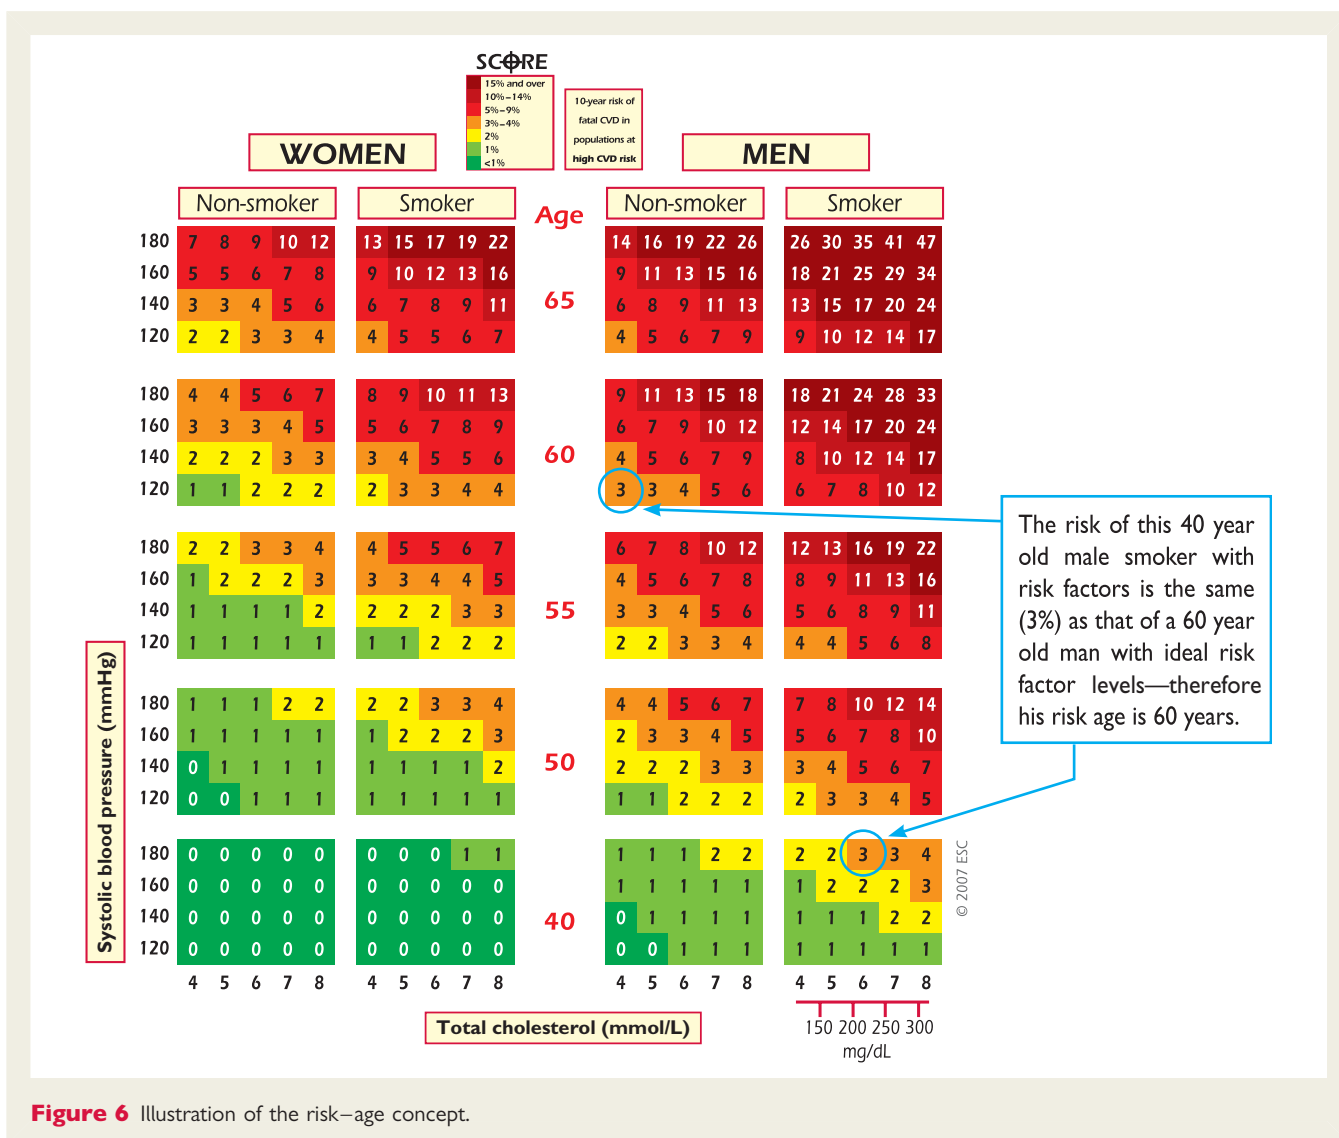 SCORE
15% and over
10%–14%
5%–9%
3%–4%
2%
1%
<1%
10-year risk of
fatal CVD in
populations at
high CVD risk
WOMEN
MEN
Non-smoker Smoker Age Non-smoker Smoker
180 7 8 9 10 12 13 15 17 19 22 14 16 19 22 26 26 30 35 41 47
160 5 5 6 7 8 9 10 12 13 16 9 11 13 15 16 18 21 25 29 34
65
140 3 3 4 5 6 6 7 8 9 11 6 8 9 11 13 13 15 17 20 24
120 2 2 3 3 4 4 5 5 6 7 4 5 6 7 9 9 10 12 14 17
180 4 4 5 6 7 8 9 10 11 13 9 11 13 15 18 18 21 24 28 33
160 3 3 3 4 5 5 6 7 8 9 6 7 9 10 12 12 14 17 20 24
60
140 2 2 2 3 3 3 4 5 5 6 4 5 6 7 9 8 10 12 14 17
120 1 1 2 2 2 2 3 3 4 4 3 3 4 5 6 6 7 8 10 12
180 2 2 3 3 4 4 5 5 6 7 6 7 8 10 12 12 13 16 19 22
160 1 2 2 2 3 3 3 4 4 5 4 5 6 7 8 8 9 11 13 16
55
140 1 1 1 1 2 2 2 2 3 3 3 3 4 5 6 5 6 8 9 11
120 1 1 1 1 1 1 1 2 2 2 2 2 3 3 4 4 4 5 6 8
180 1 1 1 2 2 2 2 3 3 4 4 4 5 6 7 7 8 10 12 14
160 1 1 1 1 1 1 2 2 2 3 2 3 3 4 5 5 6 7 8 10
50
140 0 1 1 1 1 1 1 1 1 2 2 2 2 3 3 3 4 5 6 7
120 0 0 1 1 1 1 1 1 1 1 1 1 2 2 2 2 3 3 4 5
180 0 0 0 0 0 0 0 0 1 1 1 1 1 2 2 2 2 3 3 4
160 0 0 0 0 0 0 0 0 0 0 1 1 1 1 1 1 2 2 2 3
40
140 0 0 0 0 0 0 0 0 0 0 0 1 1 1 1 1 1 1 2 2
120 0 0 0 0 0 0 0 0 0 0 0 0 1 1 1 1 1 1 1 1
4 5 6 7 8 4 5 6 7 8 4 5 6 7 8 4 5 6 7 8
Systolic blood pressure (mmHg)
Total cholesterol (mmol/L)
150 200 250 300
mg/dL
© 2007 ESC
The risk of this 40 year
old male smoker with
risk factors is the same
(3%) as that of a 60 year
old man with ideal risk
factor levels—therefore
his risk age is 60 years.
Figure 6 Illustration of the risk–age concept.